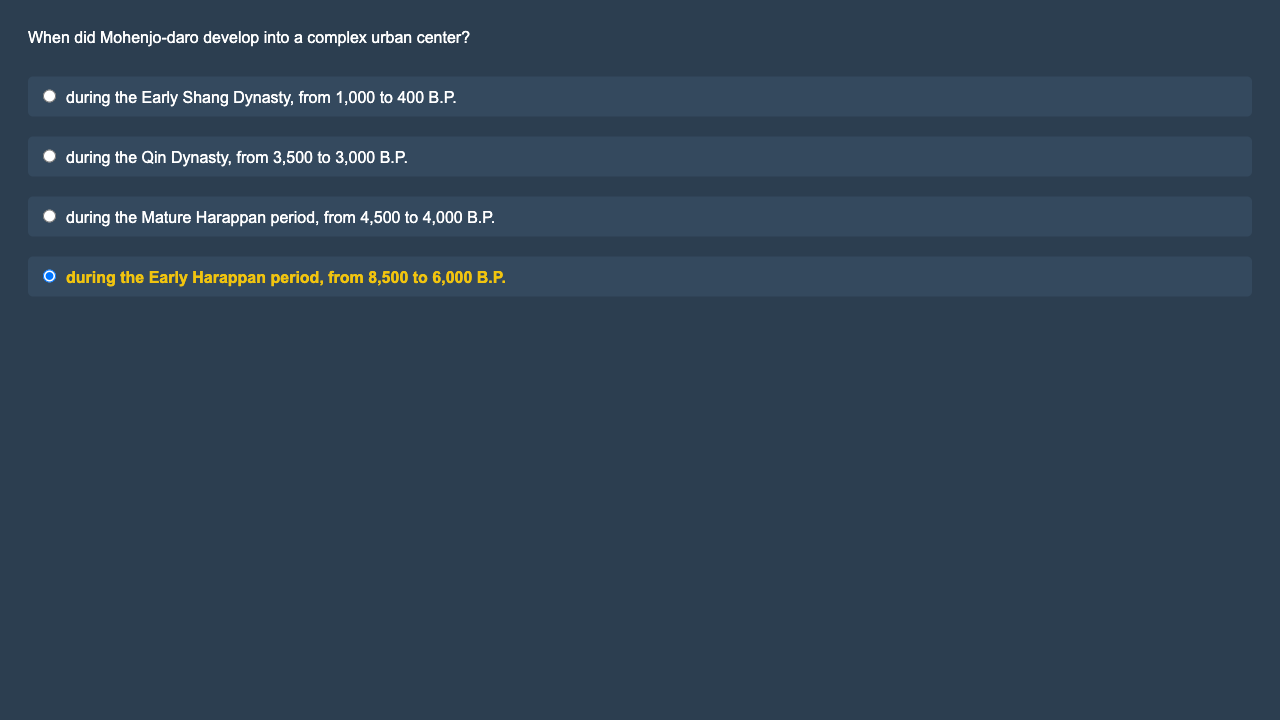 When did Mohenjo-daro develop into a complex urban center?
during the Early Shang Dynasty, from 1,000 to 400 B.P.
during the Qin Dynasty, from 3,500 to 3,000 B.P.
during the Mature Harappan period, from 4,500 to 4,000 B.P.
during the Early Harappan period, from 8,500 to 6,000 B.P.